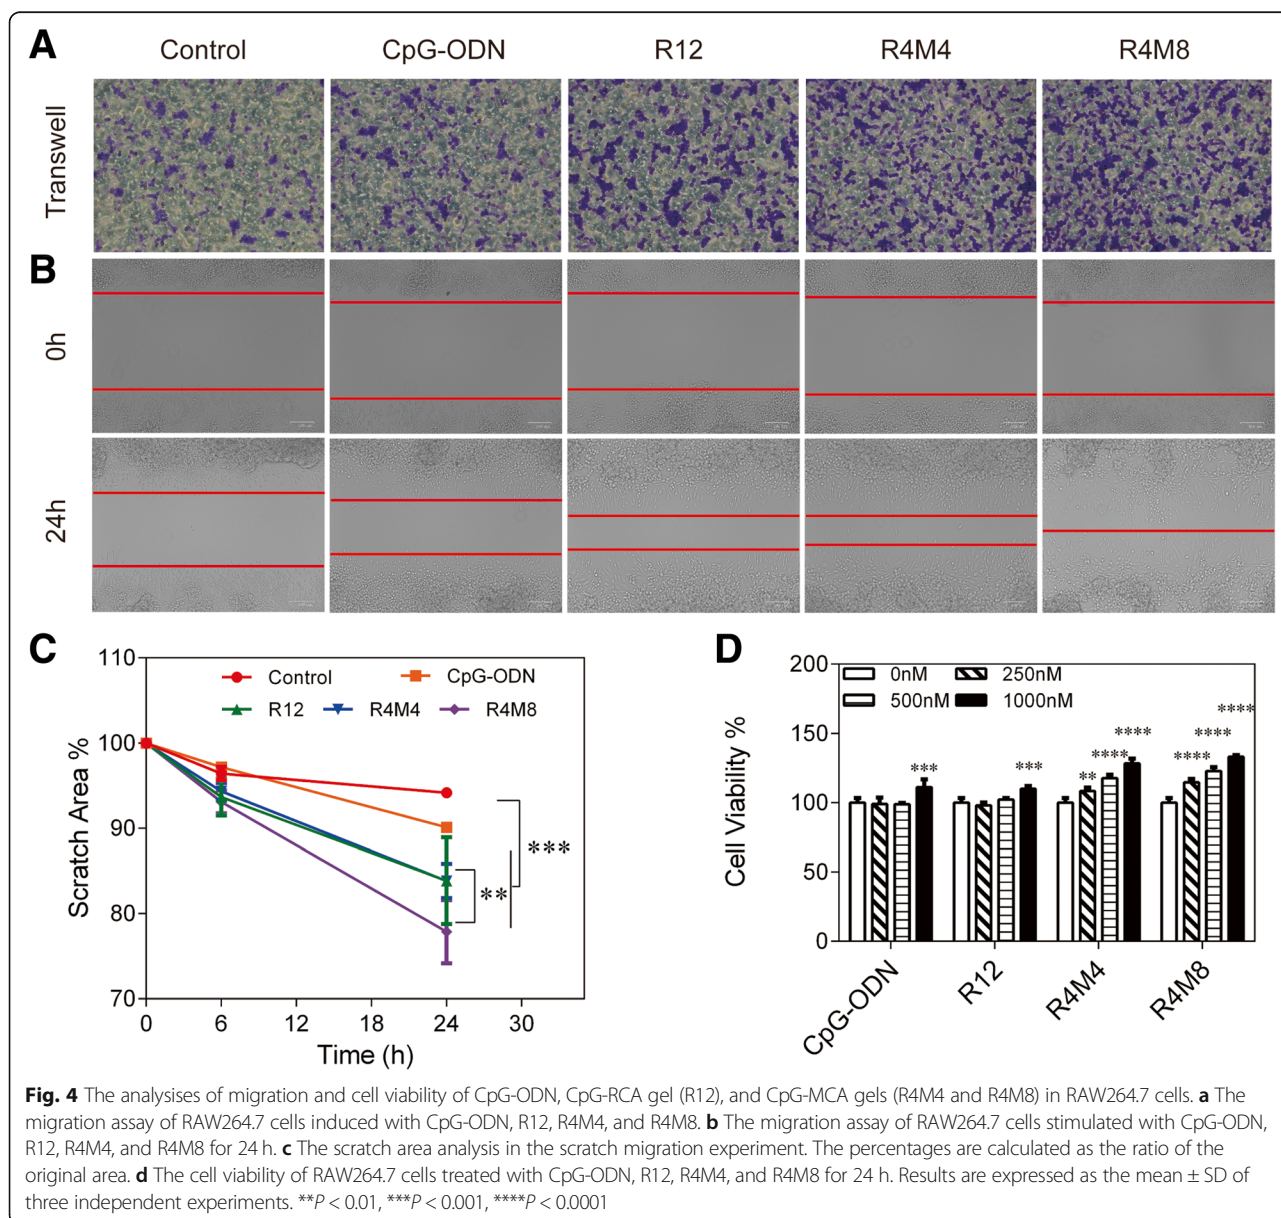 A
Control
CpG-ODN
R12
R4M4
R4M8
Transwell
B
0h
24h
C
110
100
90
80
70
Scratch Area %
Control
CpG-ODN
R12
R4M4
R4M8
***
**
0
6
12
18
24
30
Time (h)
D
200
150
100
50
0
Cell Viability %
0nM
250nM
500nM
1000nM
***
***
**
****
****
****
****
****
CpG-ODN
R12
R4M4
R4M8
Fig. 4 The analysises of migration and cell viability of CpG-ODN, CpG-RCA gel (R12), and CpG-MCA gels (R4M4 and R4M8) in RAW264.7 cells. a The
migration assay of RAW264.7 cells induced with CpG-ODN, R12, R4M4, and R4M8. b The migration assay of RAW264.7 cells stimulated with CpG-ODN,
R12, R4M4, and R4M8 for 24 h. c The scratch area analysis in the scratch migration experiment. The percentages are calculated as the ratio of the
original area. d The cell viability of RAW264.7 cells treated with CpG-ODN, R12, R4M4, and R4M8 for 24 h. Results are expressed as the mean ± SD of
three independent experiments. **P < 0.01, ***P < 0.001, ****P < 0.0001